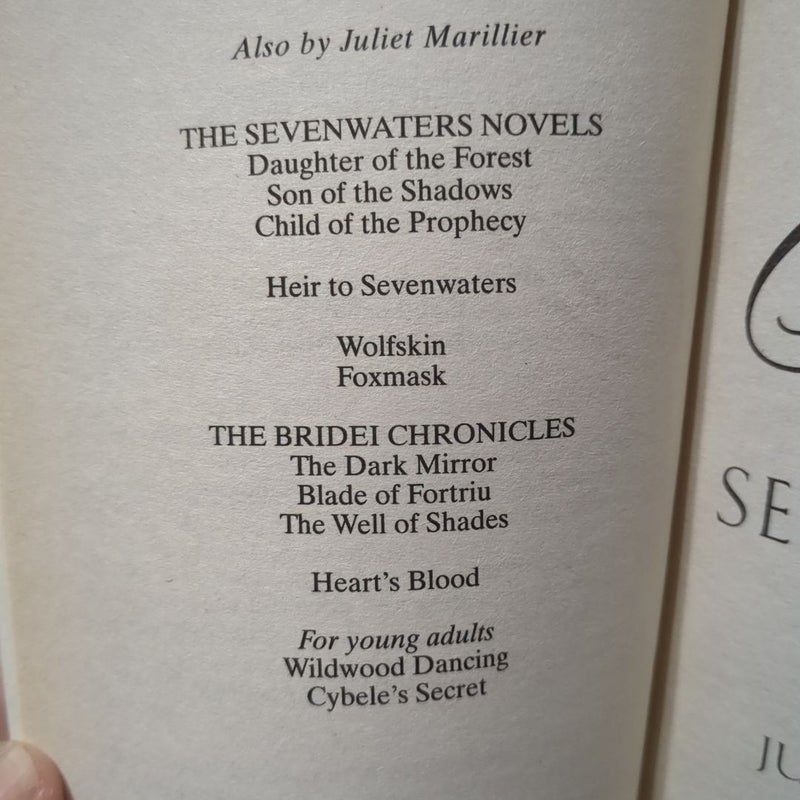 Also by Juliet Marillier
THE SEVENWATERS NOVELS
Daughter of the Forest
Son of the Shadows
Child of the Prophecy
Heir to Sevenwaters
Wolfskin
Foxmask
THE BRIDEI CHRONICLES
The Dark Mirror
Blade of Fortriu
The Well of Shades
Heart's Blood
For young adults
Wildwood Dancing
Cybele's Secret